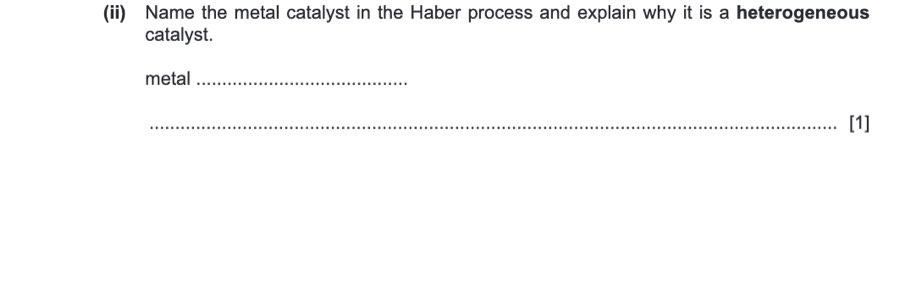 (ii) Name the metal catalyst in the Haber process and explain why it is a heterogeneous
catalyst.
metal ..........................................
.......................................................................................................................................... [1]